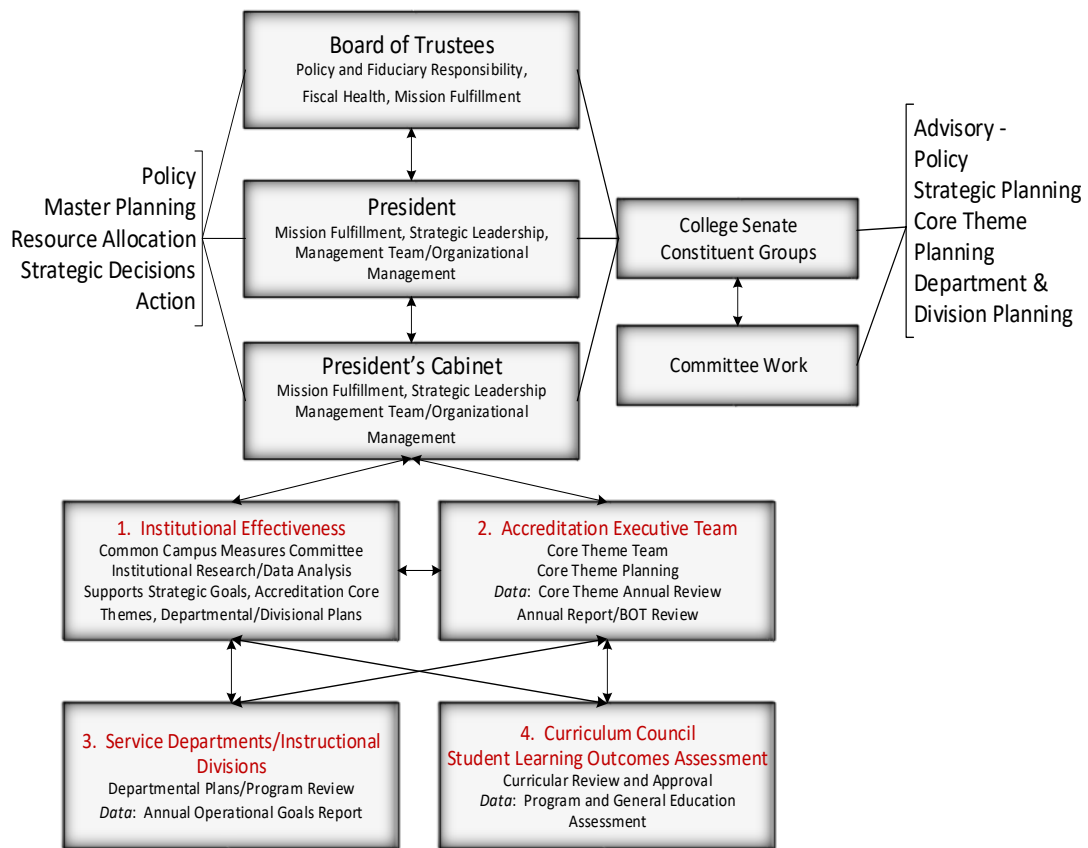 Board of Trustees
Policy and Fiduciary Responsibility,
Fiscal Health, Mission Fulfillment
Policy
Master Planning
Resource Allocation
Strategic Decisions
Action
President
Mission Fulfillment, Strategic Leadership,
Management Team/Organizational
Management
College Senate
Constituent Groups
Advisory -
Policy
Strategic Planning
Core Theme
Planning
Department &
Division Planning
President's Cabinet
Mission Fulfillment, Strategic Leadership
Management Team/Organizational
Management
Committee Work
1. Institutional Effectiveness
Common Campus Measures Committee
Institutional Research/Data Analysis
Supports Strategic Goals, Accreditation Core
Themes, Departmental/Divisional Plans
2. Accreditation Executive Team
Core Theme Team
Core Theme Planning
Data: Core Theme Annual Review
Annual Report/BOT Review
3. Service Departments/Instructional
Divisions
Departmental Plans/Program Review
Data: Annual Operational Goals Report
4. Curriculum Council
Student Learning Outcomes Assessment
Curricular Review and Approval
Data: Program and General Education
Assessment